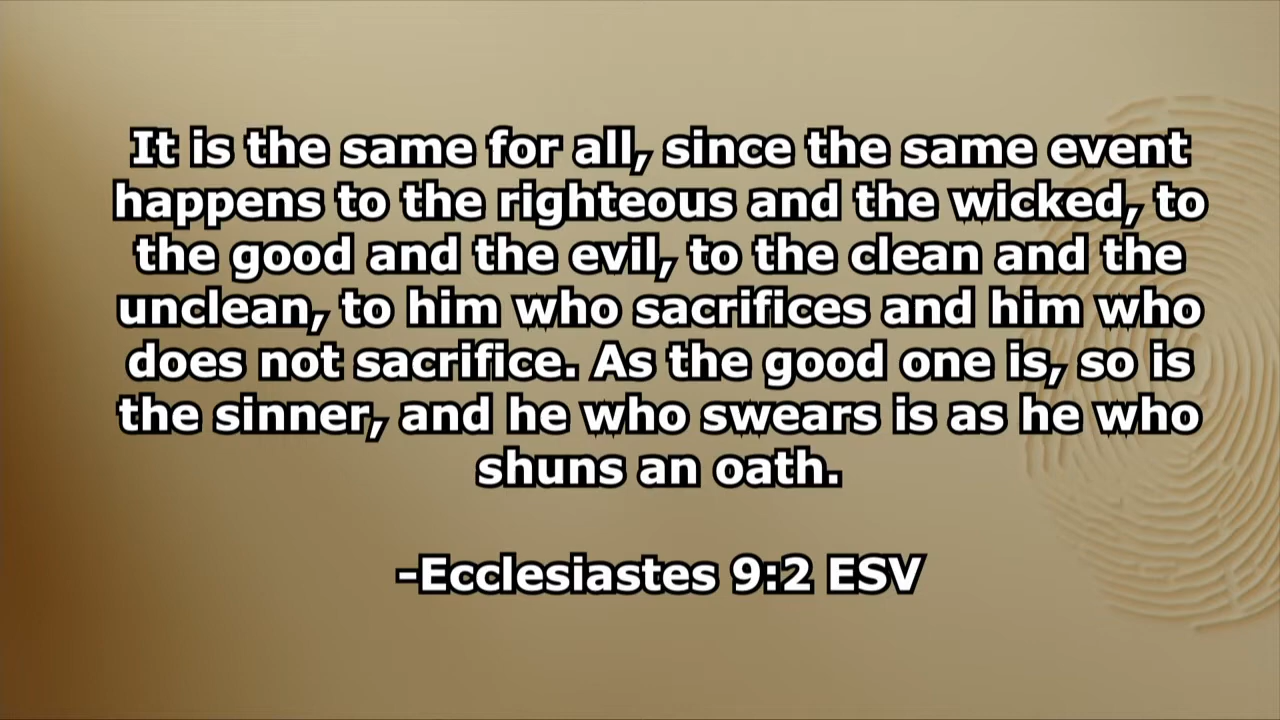 It is the same for all, since the same event
happens to the righteous and the wicked, to
the good and the evil, to the clean and the
unclean, to him who sacrifices and him who
does not sacrifice. As the good one is, so is
the sinner, and he who swears is as he who
shuns an oath.
-Ecclesiastes 9:2 ESV